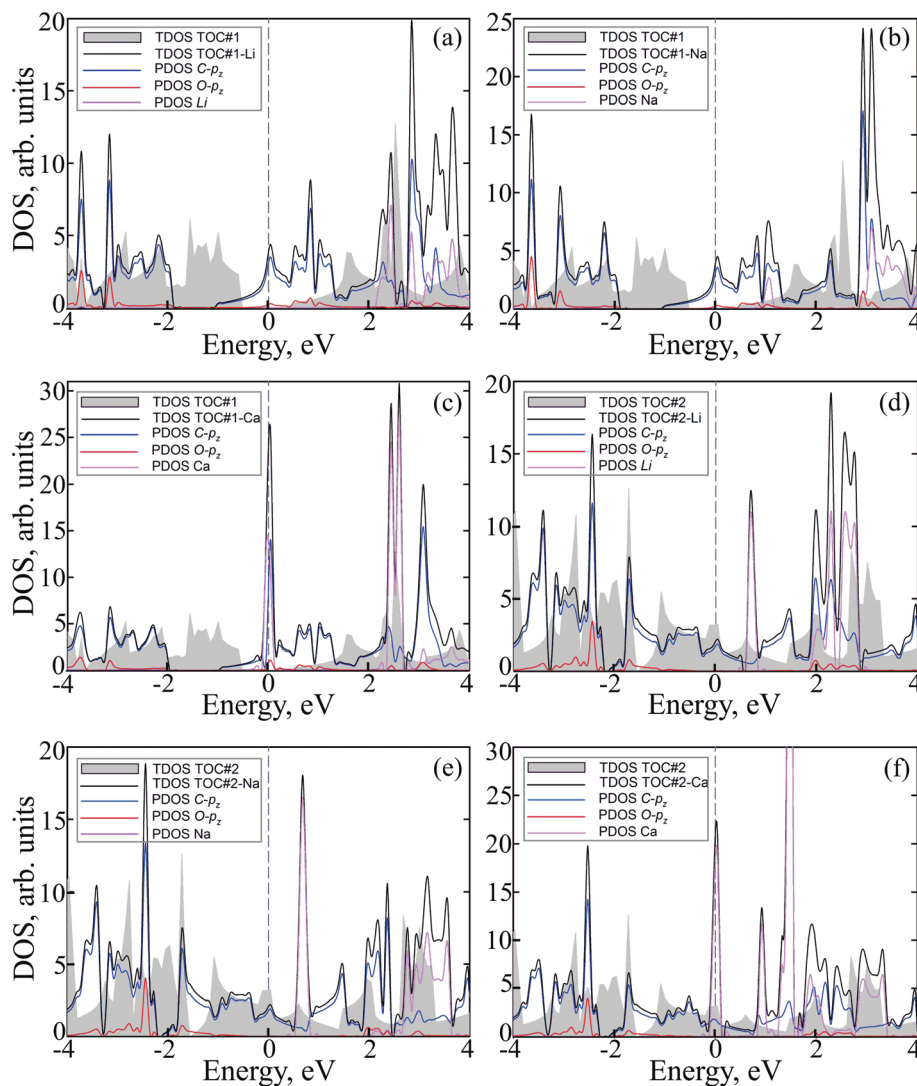 20
15
10
5
0
DOS, arb. units
TDOS TOC#1
TDOS TOC#1-Li
PDOS C-pz
PDOS O-pz
PDOS Li
(a)
-4 -2 0 2 4
Energy, eV
25
20
15
10
5
0
TDOS TOC#1
TDOS TOC#1-Na
PDOS C-pz
PDOS O-pz
PDOS Na
(b)
-4 -2 0 2 4
Energy, eV
30
25
20
15
10
5
0
DOS, arb. units
TDOS TOC#1
TDOS TOC#1-Ca
PDOS C-pz
PDOS O-pz
PDOS Ca
(c)
-4 -2 0 2 4
Energy, eV
20
15
10
5
0
TDOS TOC#2
TDOS TOC#2-Li
PDOS C-pz
PDOS O-pz
PDOS Li
(d)
-4 -2 0 2 4
Energy, eV
20
15
10
5
0
DOS, arb. units
TDOS TOC#2
TDOS TOC#2-Na
PDOS C-pz
PDOS O-pz
PDOS Na
(e)
-4 -2 0 2 4
Energy, eV
30
25
20
15
10
5
0
TDOS TOC#2
TDOS TOC#2-Ca
PDOS C-pz
PDOS O-pz
PDOS Ca
(f)
-4 -2 0 2 4
Energy, eV